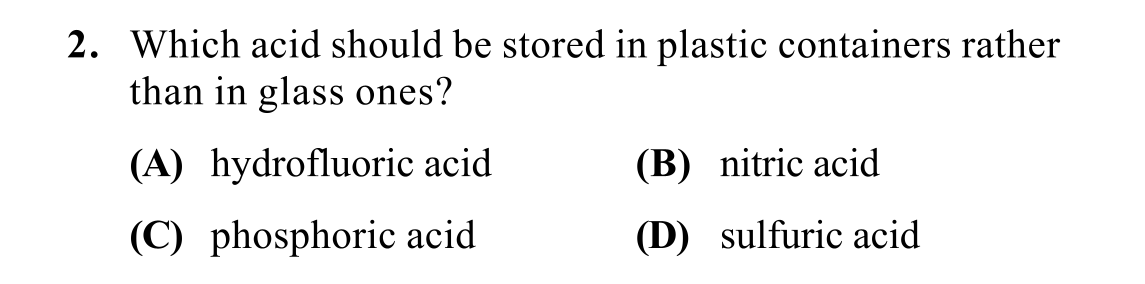 2. Which acid should be stored in plastic containers rather
than in glass ones?
(A) hydrofluoric acid (B) nitric acid
(C) phosphoric acid (D) sulfuric acid